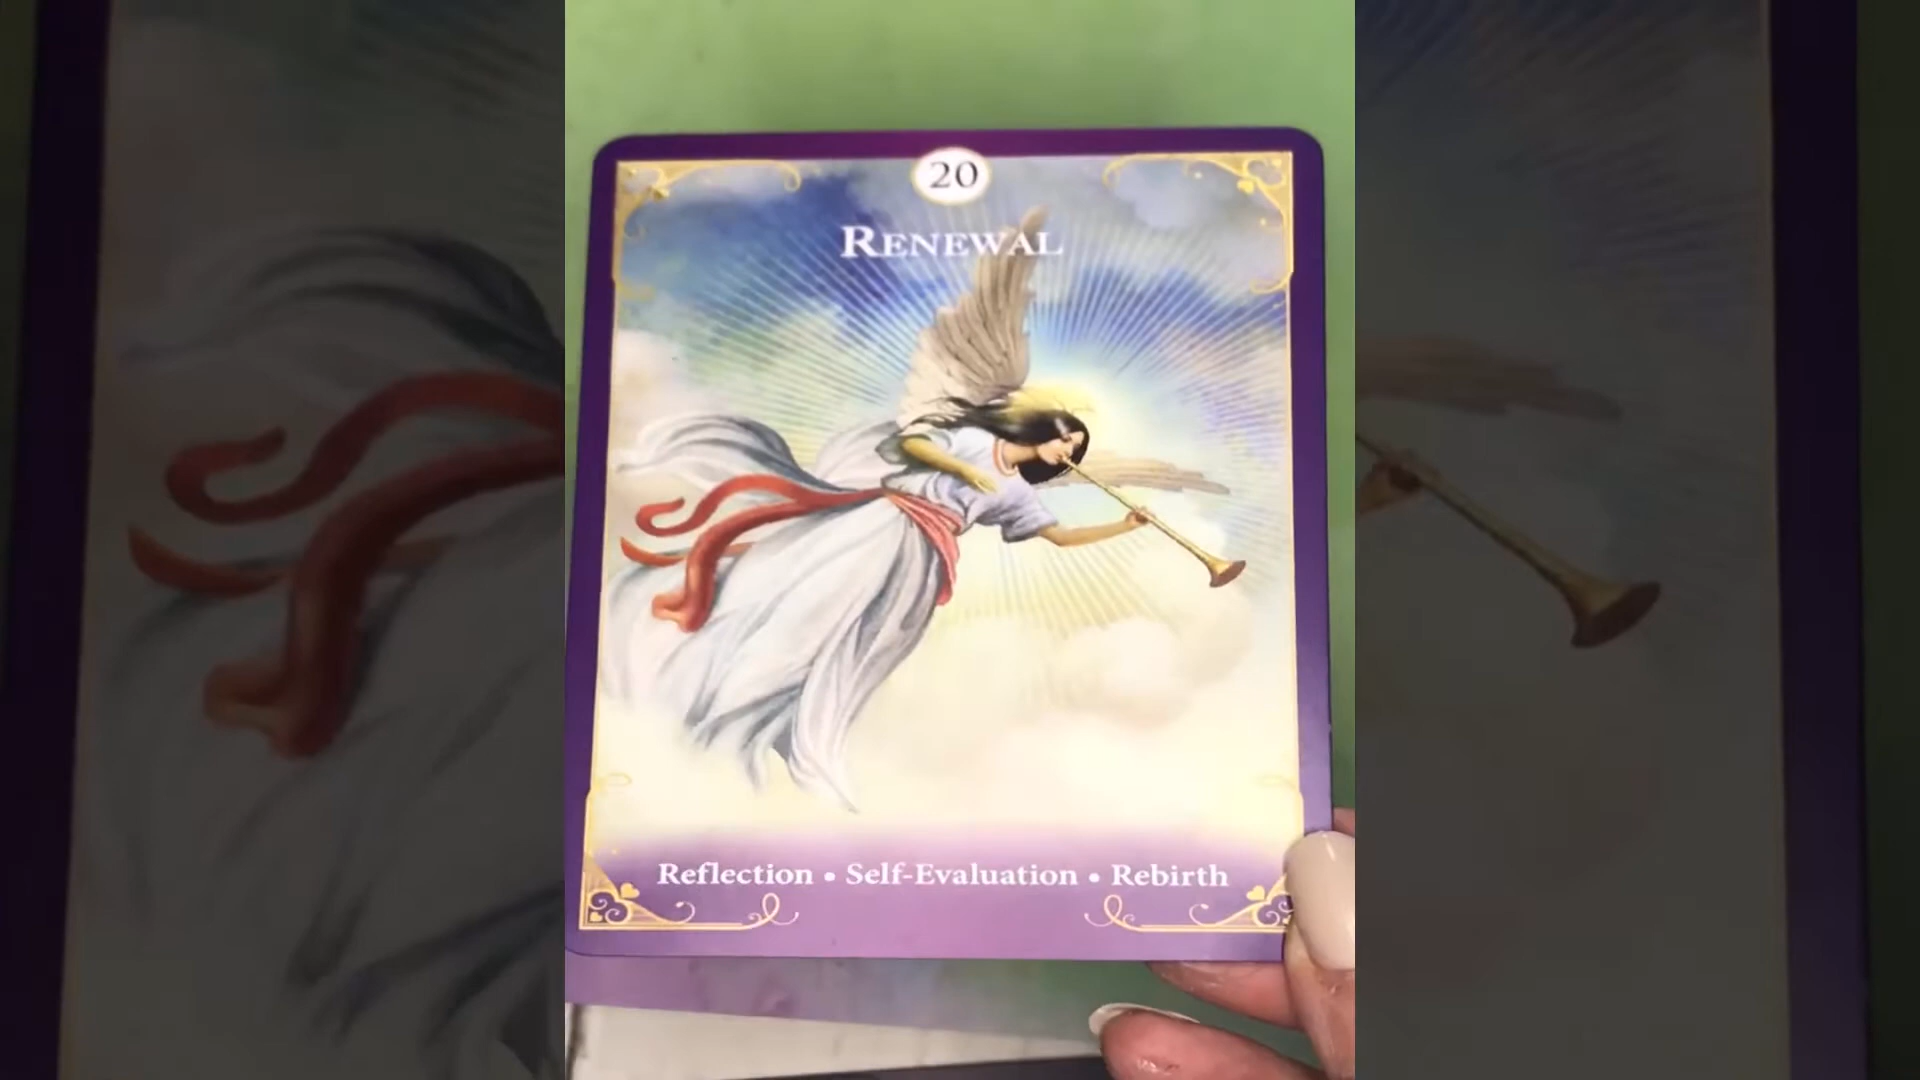 20
RENEWAL
Reflection • Self-Evaluation • Rebirth